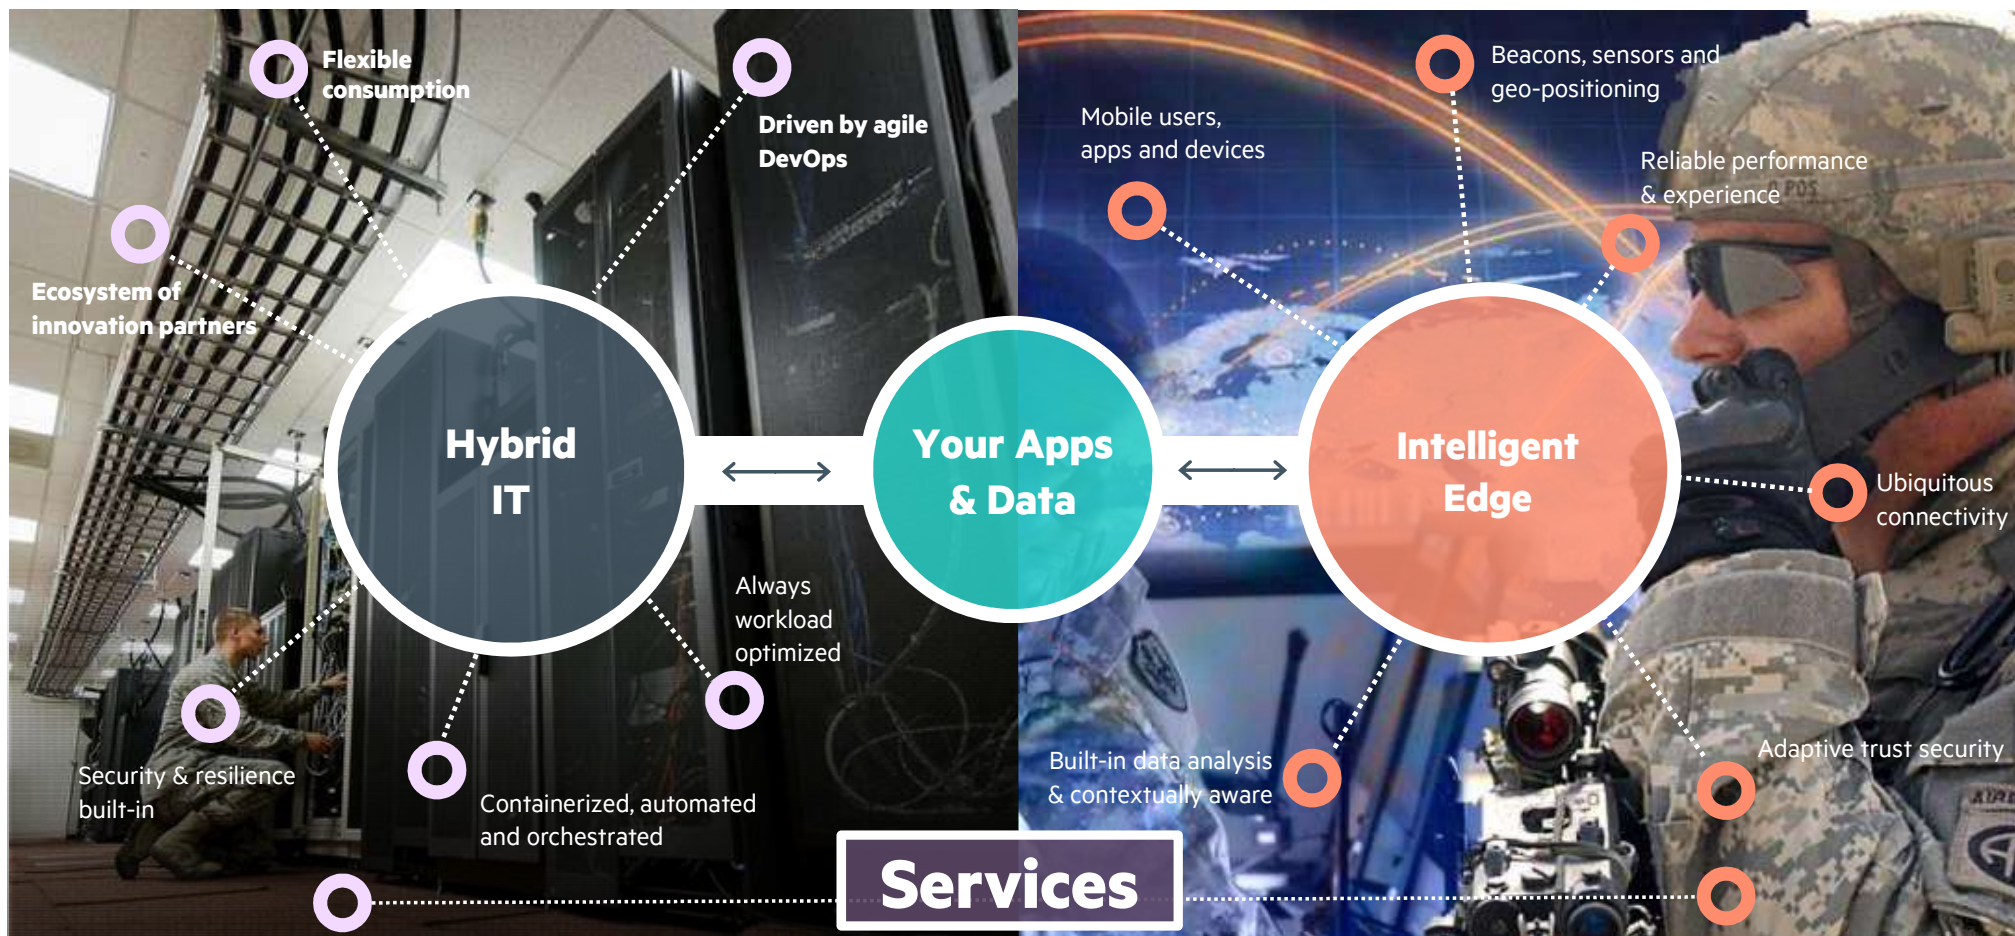 Flexible
consumption
Driven by agile
DevOps
Ecosystem of
innovation partners
Hybrid
IT
Always
workload
optimized
Security & resilience
built-in
Containerized, automated
and orchestrated
Your Apps
& Data
Beacons, sensors and
geo-positioning
Mobile users,
apps and devices
Reliable performance
& experience
POS
Intelligent
Edge
Ubiquitous
connectivity
Built-in data analysis
& contextually aware
Adaptive trust security
Services